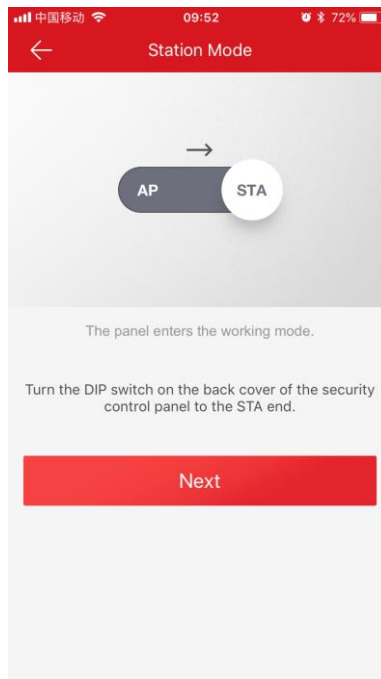 中国移动 09:52 72%
Station Mode
AP STA
The panel enters the working mode.
Turn the DIP switch on the back cover of the security
control panel to the STA end.
Next